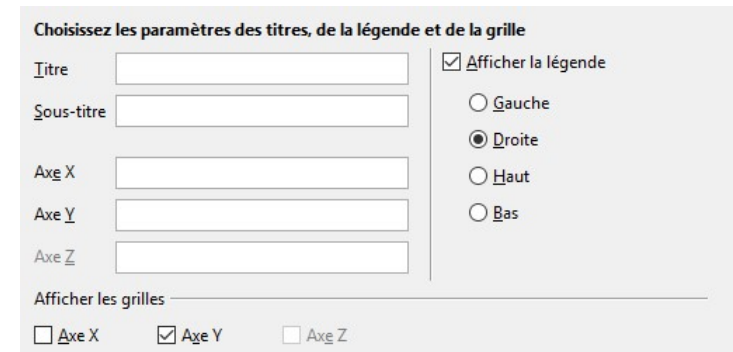 Choisissez les paramètres des titres, de la légende et de la grille
Titre
Sous-titre
Axe X
Axe Y
Axe Z
Afficher la légende
Gauche
Droite
Haut
Bas
Afficher les grilles
Axe X Axe Y Axe Z